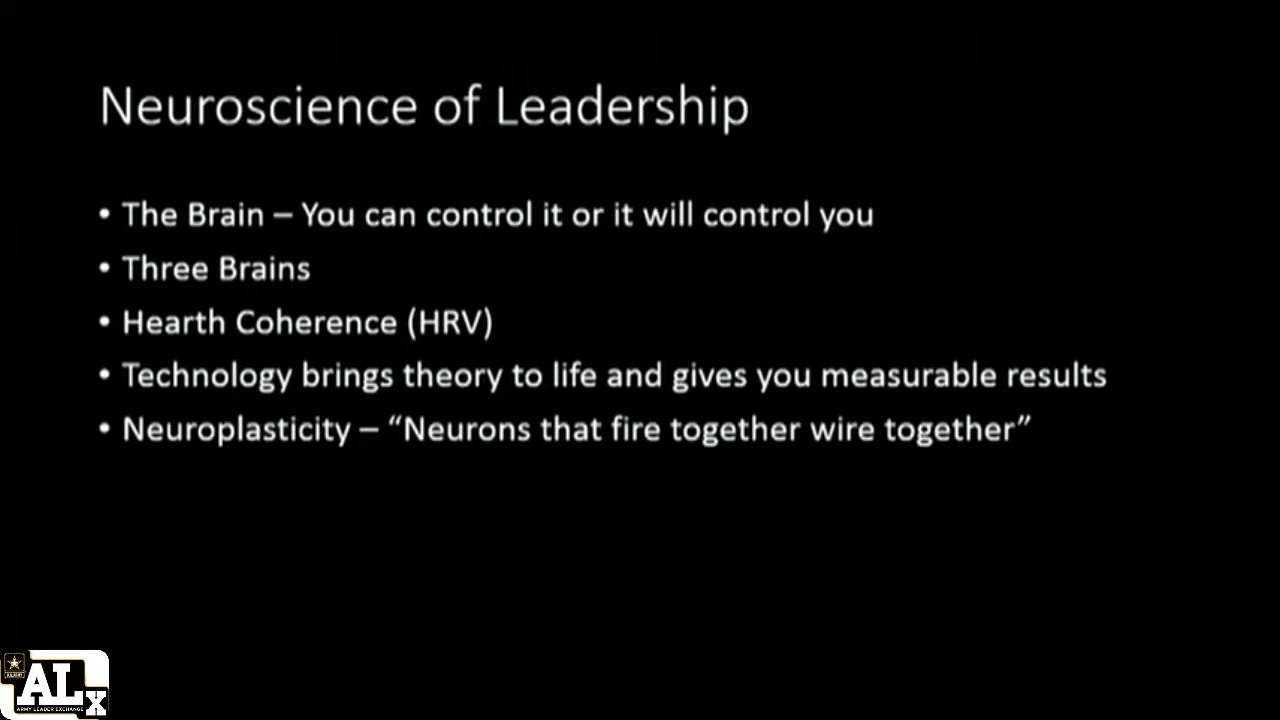 Neuroscience of Leadership
• The Brain – You can control it or it will control you
• Three Brains
• Hearth Coherence (HRV)
• Technology brings theory to life and gives you measurable results
• Neuroplasticity – “Neurons that fire together wire together”
U.S. ARMY
ALx
ARMY LEADER EXCHANGE